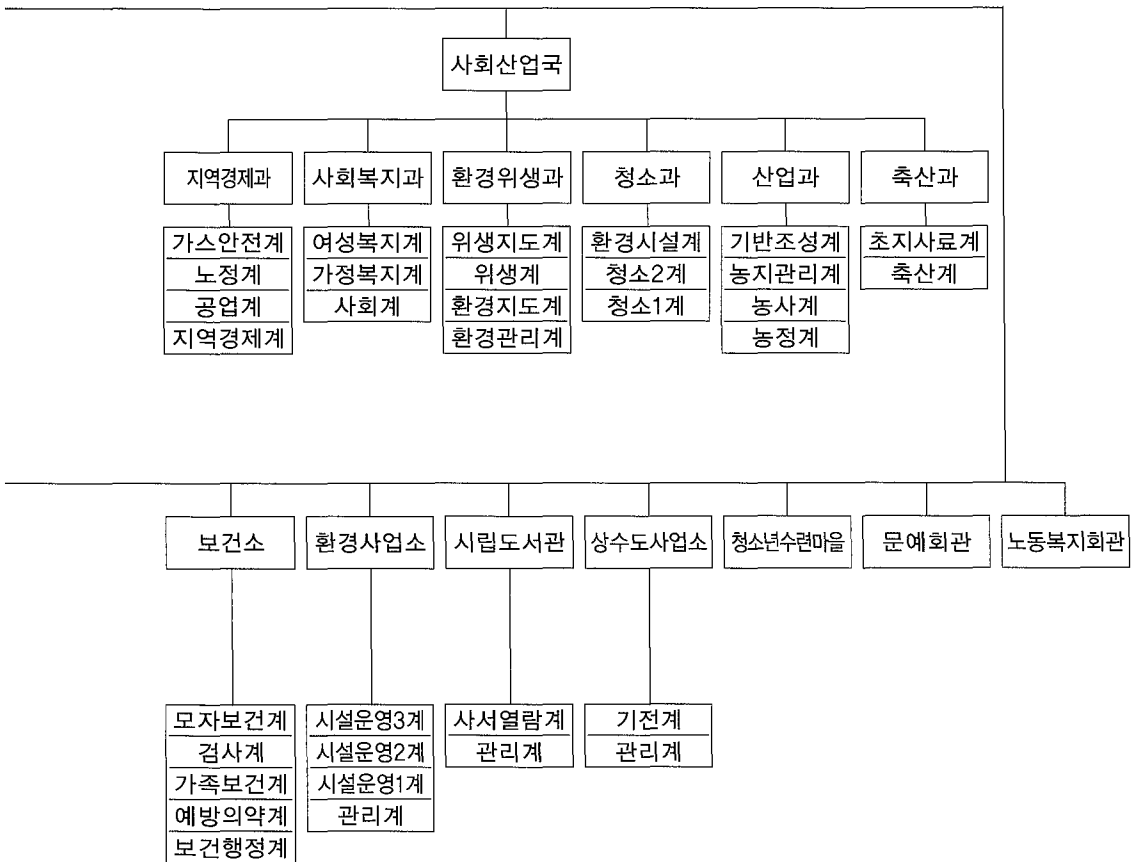 사회산업국
지역경제과 사회복지과 환경위생과 청소과 산업과 축산과
가스안전계 여성복지계 위생지도계 환경시설계 기반조성계 초지사료계
노정계 가정복지계 위생계 청소2계 농지관리계 축산계
공업계 사회계 환경지도계 청소1계 농사계
지역경제계 환경관리계 농정계
보건소 환경사업소 시립도서관 상수도사업소 청소년수련마을 문예회관 노동복지회관
모자보건계 시설운영3계 사서열람계 기전계
검사계 시설운영2계 관리계 관리계
가족보건계 시설운영1계
예방의약계 관리계
보건행정계